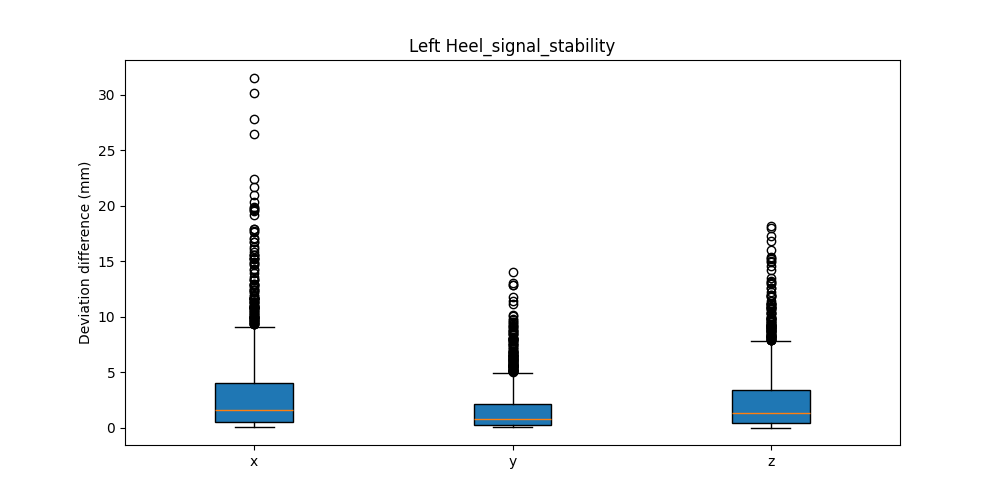 Left Heel_signal_stability
Deviation difference (mm)
30
25
20
15
10
5
0
x y z